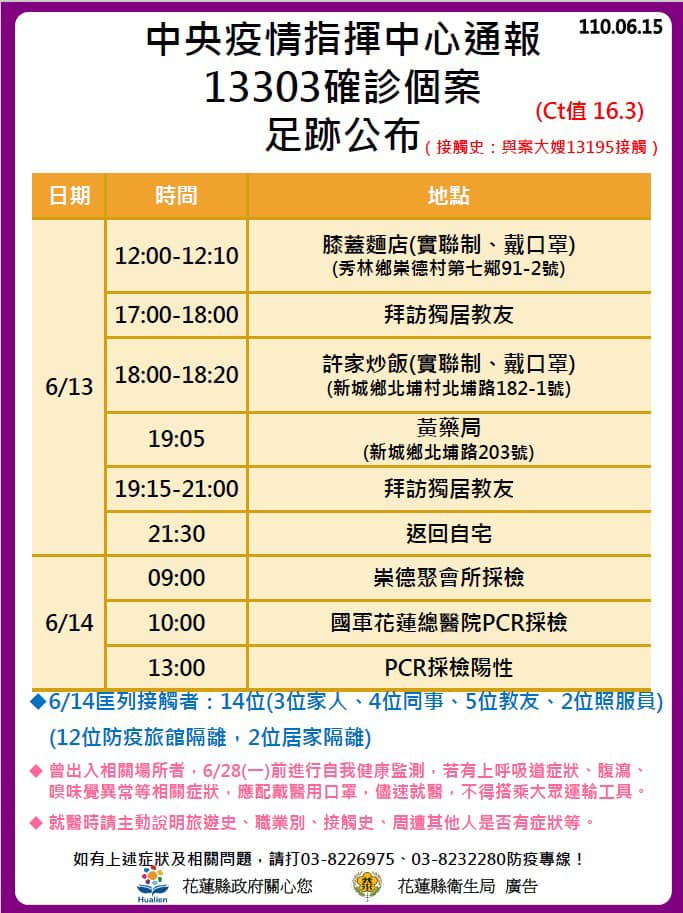 中央疫情指揮中心通報
110.06.15
13303確診個案
(Ct值 16.3)
足跡公布
(接觸史：與案大嫂13195接觸)
日期 時間 地點
6/13
12:00-12:10 膝蓋麵店(實聯制、戴口罩)
(秀林鄉崇德村第七鄰91-2號)
17:00-18:00 拜訪獨居教友
18:00-18:20 許家炒飯(實聯制、戴口罩)
(新城鄉北埔村北埔路182-1號)
19:05 黃藥局
(新城鄉北埔路203號)
19:15-21:00 拜訪獨居教友
21:30 返回自宅
6/14
09:00 崇德聚會所採檢
10:00 國軍花蓮總醫院PCR採檢
13:00 PCR採檢陽性
◆6/14匡列接觸者：14位(3位家人、4位同事、5位教友、2位照服員)
(12位防疫旅館隔離，2位居家隔離)
◆曾出入相關場所者，6/28(一)前進行自我健康監測，若有上呼吸道症狀、腹瀉、
嗅味覺異常等相關症狀，應配戴醫用口罩，儘速就醫，不得搭乘大眾運輸工具。
◆就醫時請主動說明旅遊史、職業別、接觸史、周遭其他人是否有症狀等。
如有上述症狀及相關問題，請打03-8226975、03-8232280防疫專線！
Hualien
花蓮縣政府關心您
花蓮縣衛生局 廣告